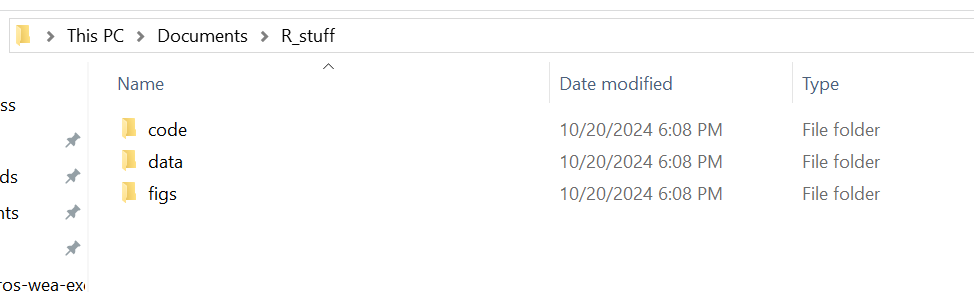 This PC > Documents > R_stuff
Name Date modified Type
ss
code 10/20/2024 6:08 PM File folder
data 10/20/2024 6:08 PM File folder
ds
figs 10/20/2024 6:08 PM File folder
nts
ros-wea-exe